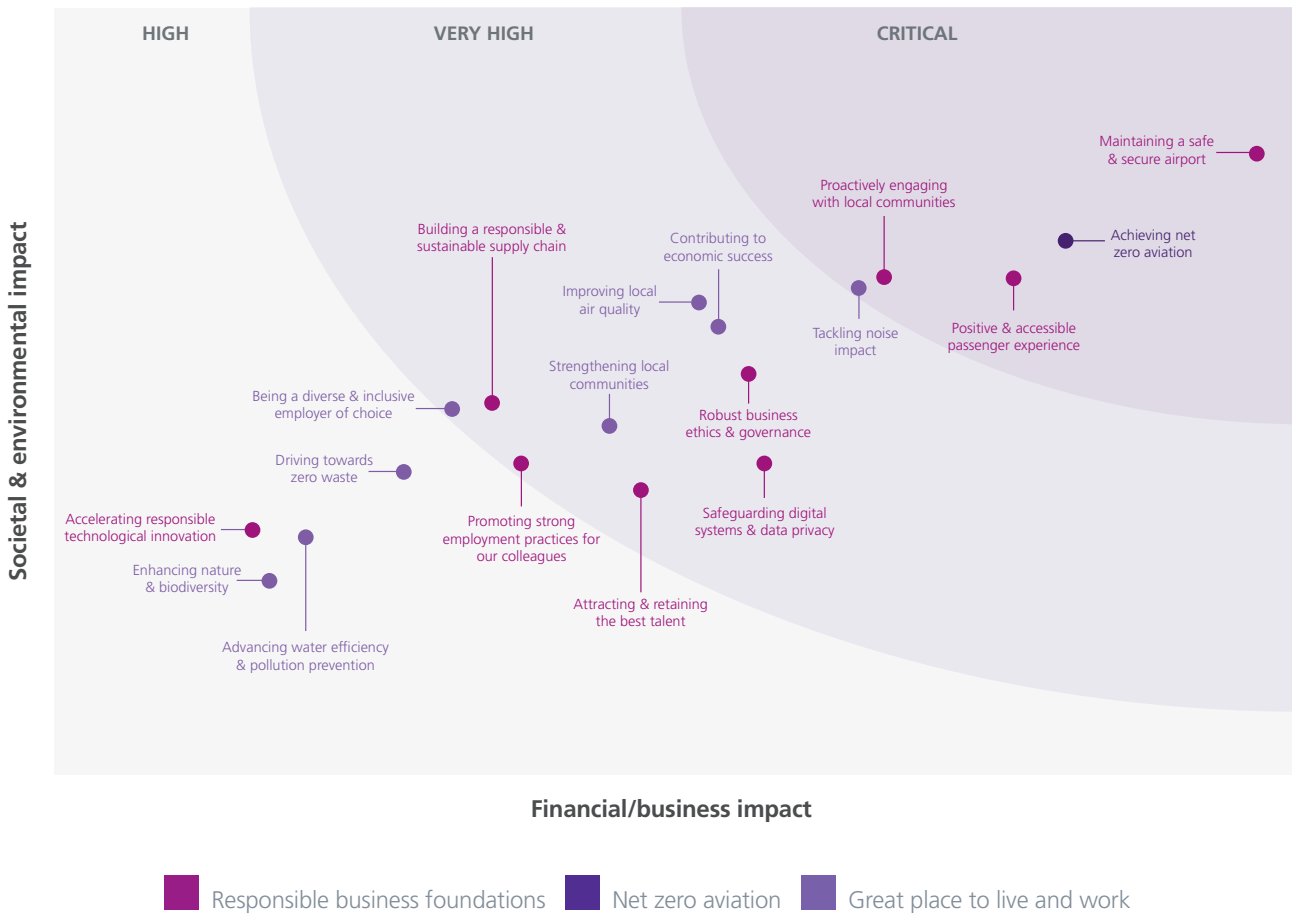 HIGH
VERY HIGH
CRITICAL
Maintaining a safe
& secure airport
Proactively engaging
with local communities
Building a responsible &
sustainable supply chain
Contributing to
economic success
Achieving net
zero aviation
Improving local
air quality
Tackling noise
impact
Positive & accessible
passenger experience
Strengthening local
communities
Being a diverse & inclusive
employer of choice
Robust business
ethics & governance
Driving towards
zero waste
Accelerating responsible
technological innovation
Promoting strong
employment practices for
our colleagues
Safeguarding digital
systems & data privacy
Enhancing nature
& biodiversity
Attracting & retaining
the best talent
Advancing water efficiency
& pollution prevention
Societal & environmental impact
Financial/business impact
Responsible business foundations
Net zero aviation
Great place to live and work